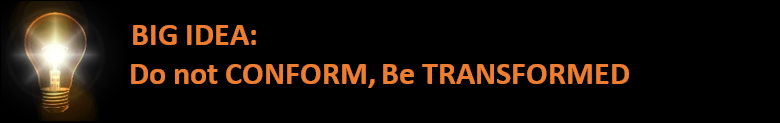 BIG IDEA:
Do not CONFORM, Be TRANSFORMED